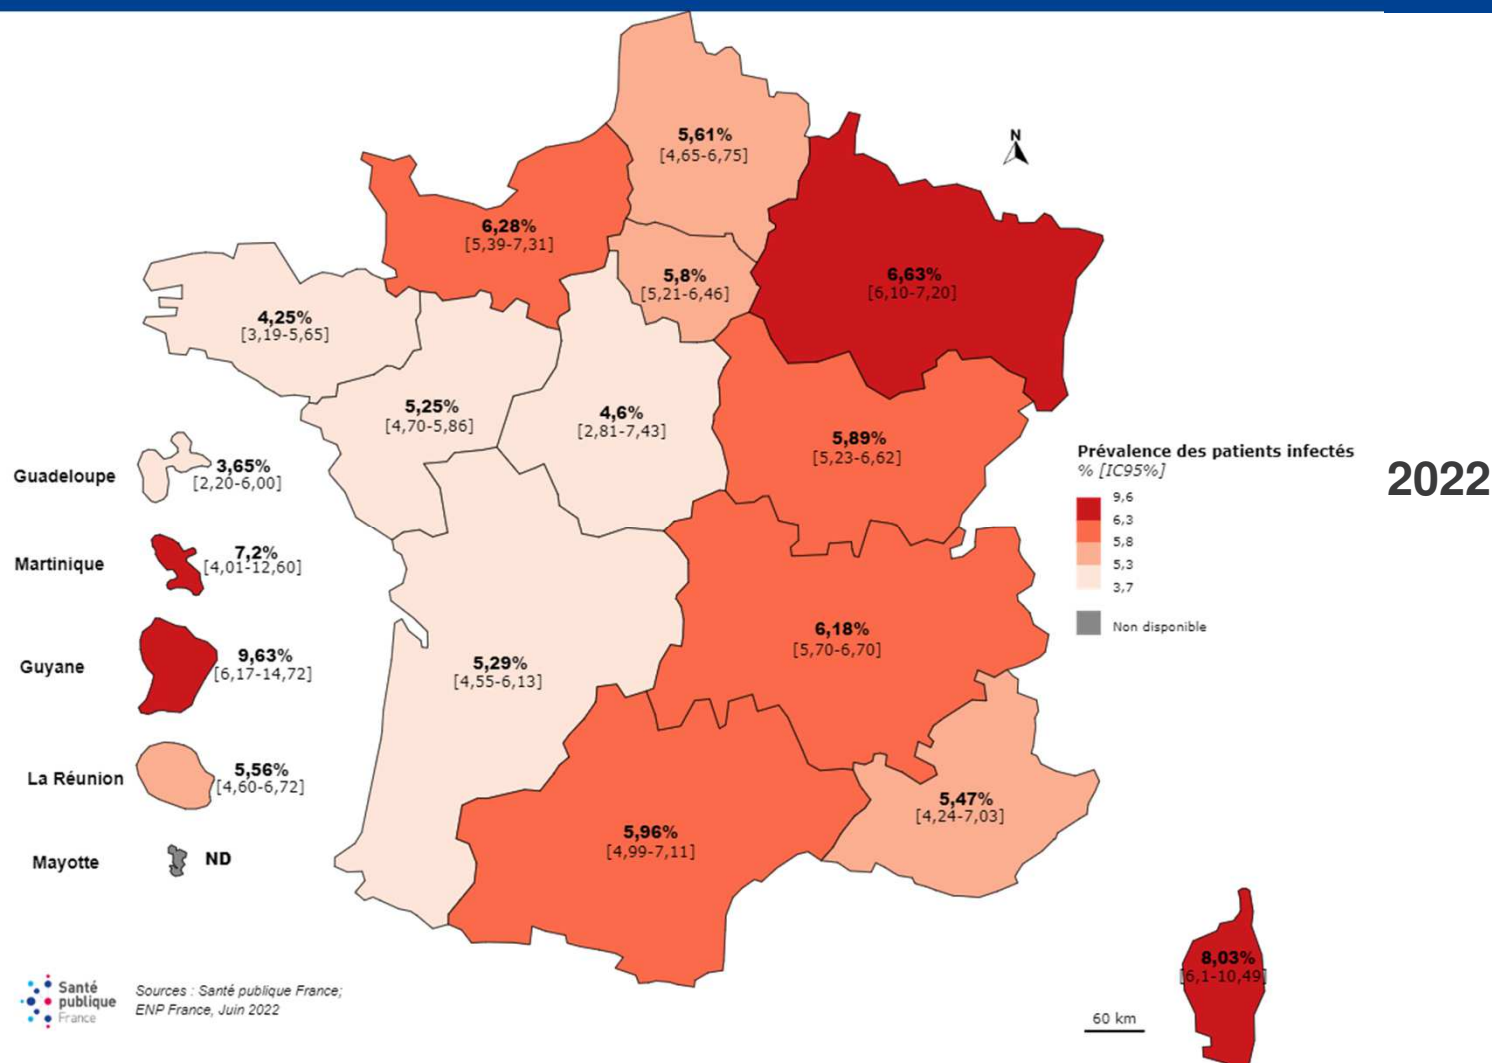 N
5,61%
[4,65-6,75]
6,28%
[5,39-7,31]
5,8%
[5,21-6,46]
6,63%
[6,10-7,20]
4,25%
[3,19-5,65]
5,25%
[4,70-5,86]
4,6%
[2,81-7,43]
5,89%
[5,23-6,62]
Prévalence des patients infectés
% [IC95%]
9,6
6,3
5,8
5,3
3,7
Non disponible
2022
Guadeloupe
3,65%
[2,20-6,00]
Martinique
7,2%
[4,01-12,60]
Guyane
9,63%
[6,17-14,72]
La Réunion
5,56%
[4,60-6,72]
Mayotte
ND
5,29%
[4,55-6,13]
6,18%
[5,70-6,70]
5,96%
[4,99-7,11]
5,47%
[4,24-7,03]
8,03%
[6,1-10,49]
60 km
Santé
publique
France
Sources : Santé publique France;
ENP France, Juin 2022